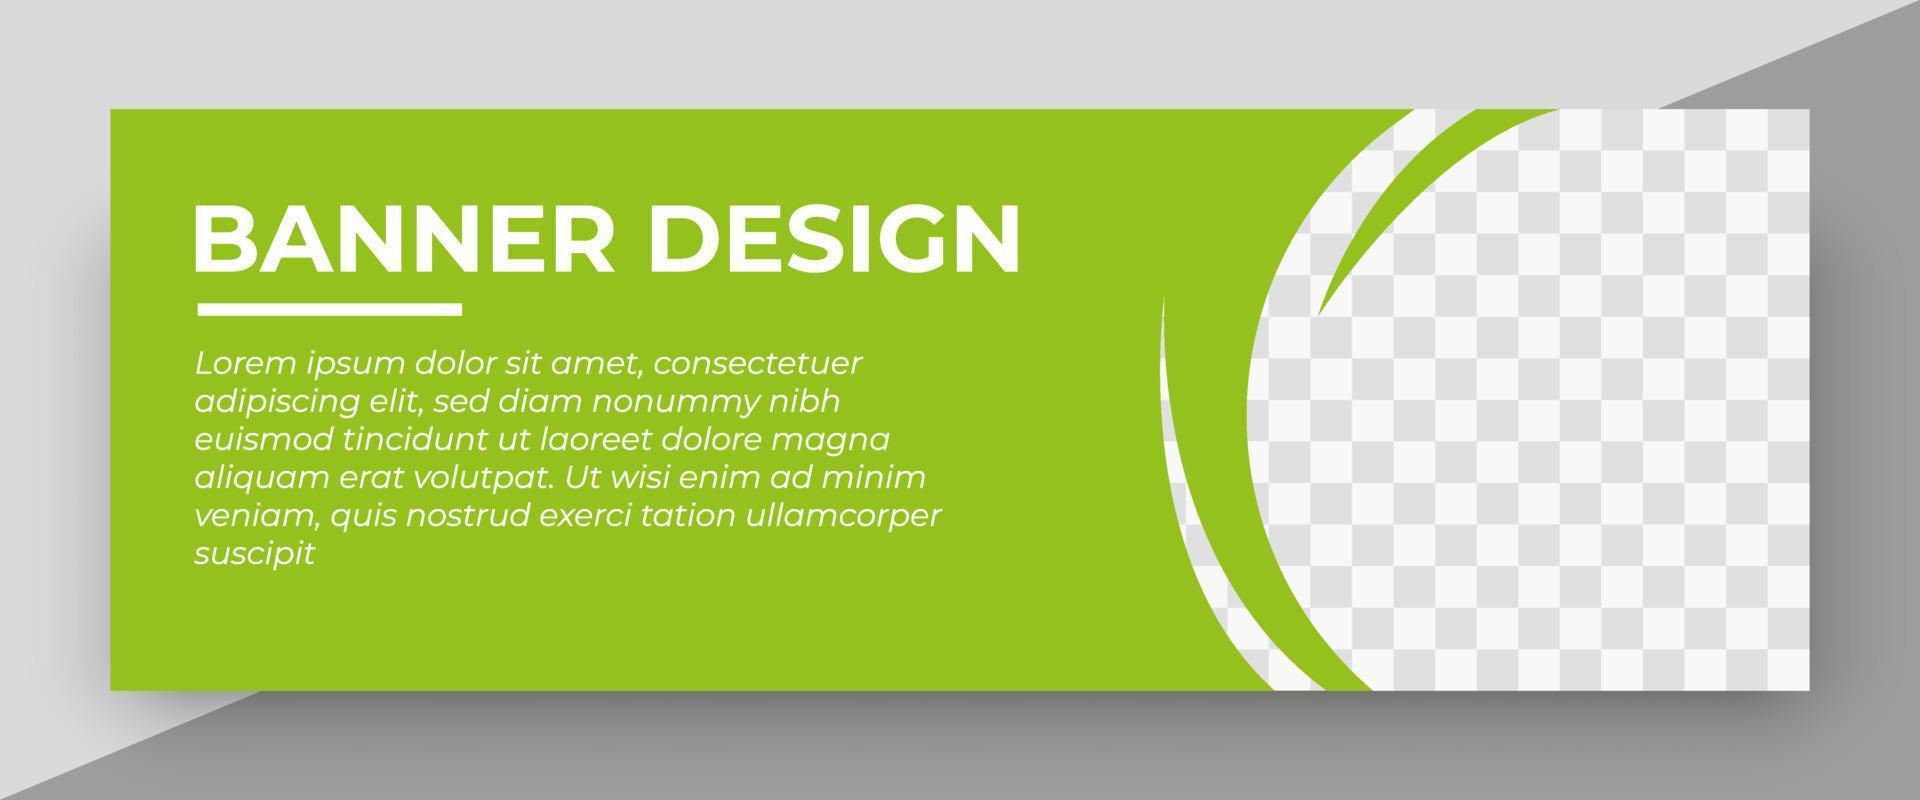 BANNER DESIGN
Lorem ipsum dolor sit amet, consectetuer
adipiscing elit, sed diam nonummy nibh
euismod tincidunt ut laoreet dolore magna
aliquam erat volutpat. Ut wisi enim ad minim
veniam, quis nostrud exerci tation ullamcorper
suscipit